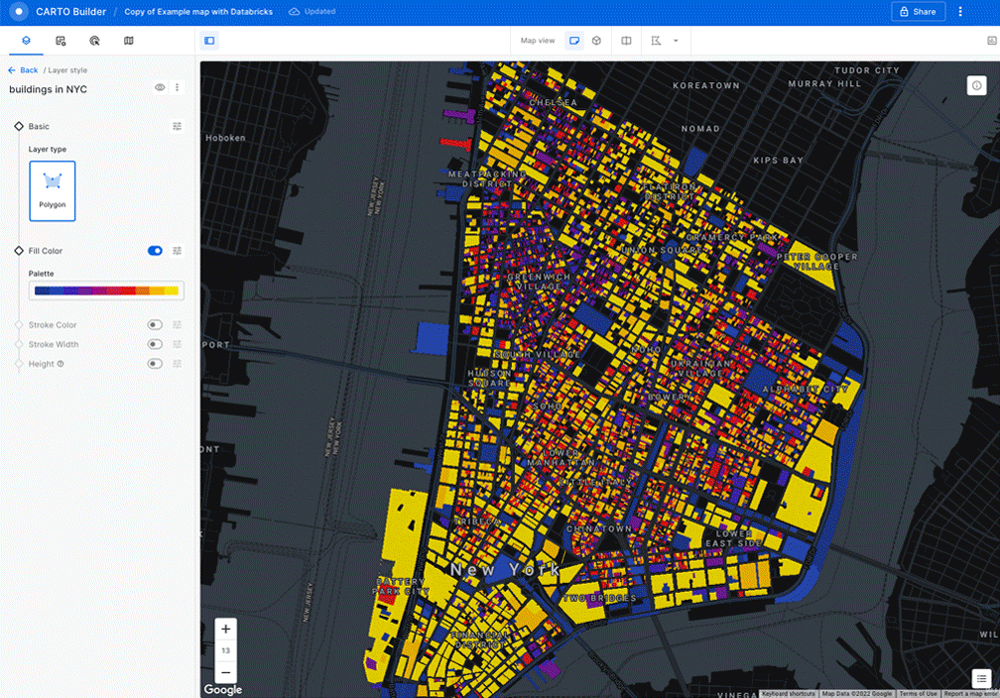 CARTO Builder / Copy of Example map with Databricks Updated Share
Map view
Back / Layer style
buildings in NYC
Basic
Layer type
Polygon
Fill Color
Palette
Stroke Color
Stroke Width
Height
TUDOR CITY
KOREATOWN
MURRAY HILL
CHELSEA
NOMAD
Hoboken
KIPS BAY
MEATPACKING
DISTRICT
NEW JERSEY
NEW YORK
FLATIRON
DISTRICT
GRAMERCY PARK
UNION SQUARE
PETER COOPER
VILLAGE
GREENWICH
VILLAGE
PORT
NOHO
SOUTH VILLAGE
UKRAINIAN
VILLAGE
HUDSON
SQUARE
ALPHABET CITY
BOWERY
SOHO
NEW JERSEY
NEW YORK
ONT
LOWER
MANHATTAN
LITTLE ITALY
TRIBECA
CHINATOWN
LOWER
EAST SIDE
New York
BATTERY
PARK CITY
NEW JERSEY
TWO BRIDGES
FINANCIAL
DISTRICT
WIL
+
13
−
Google
VINEGA
Keyboard shortcuts Map Data ©2022 Google Terms of Use Report a map error